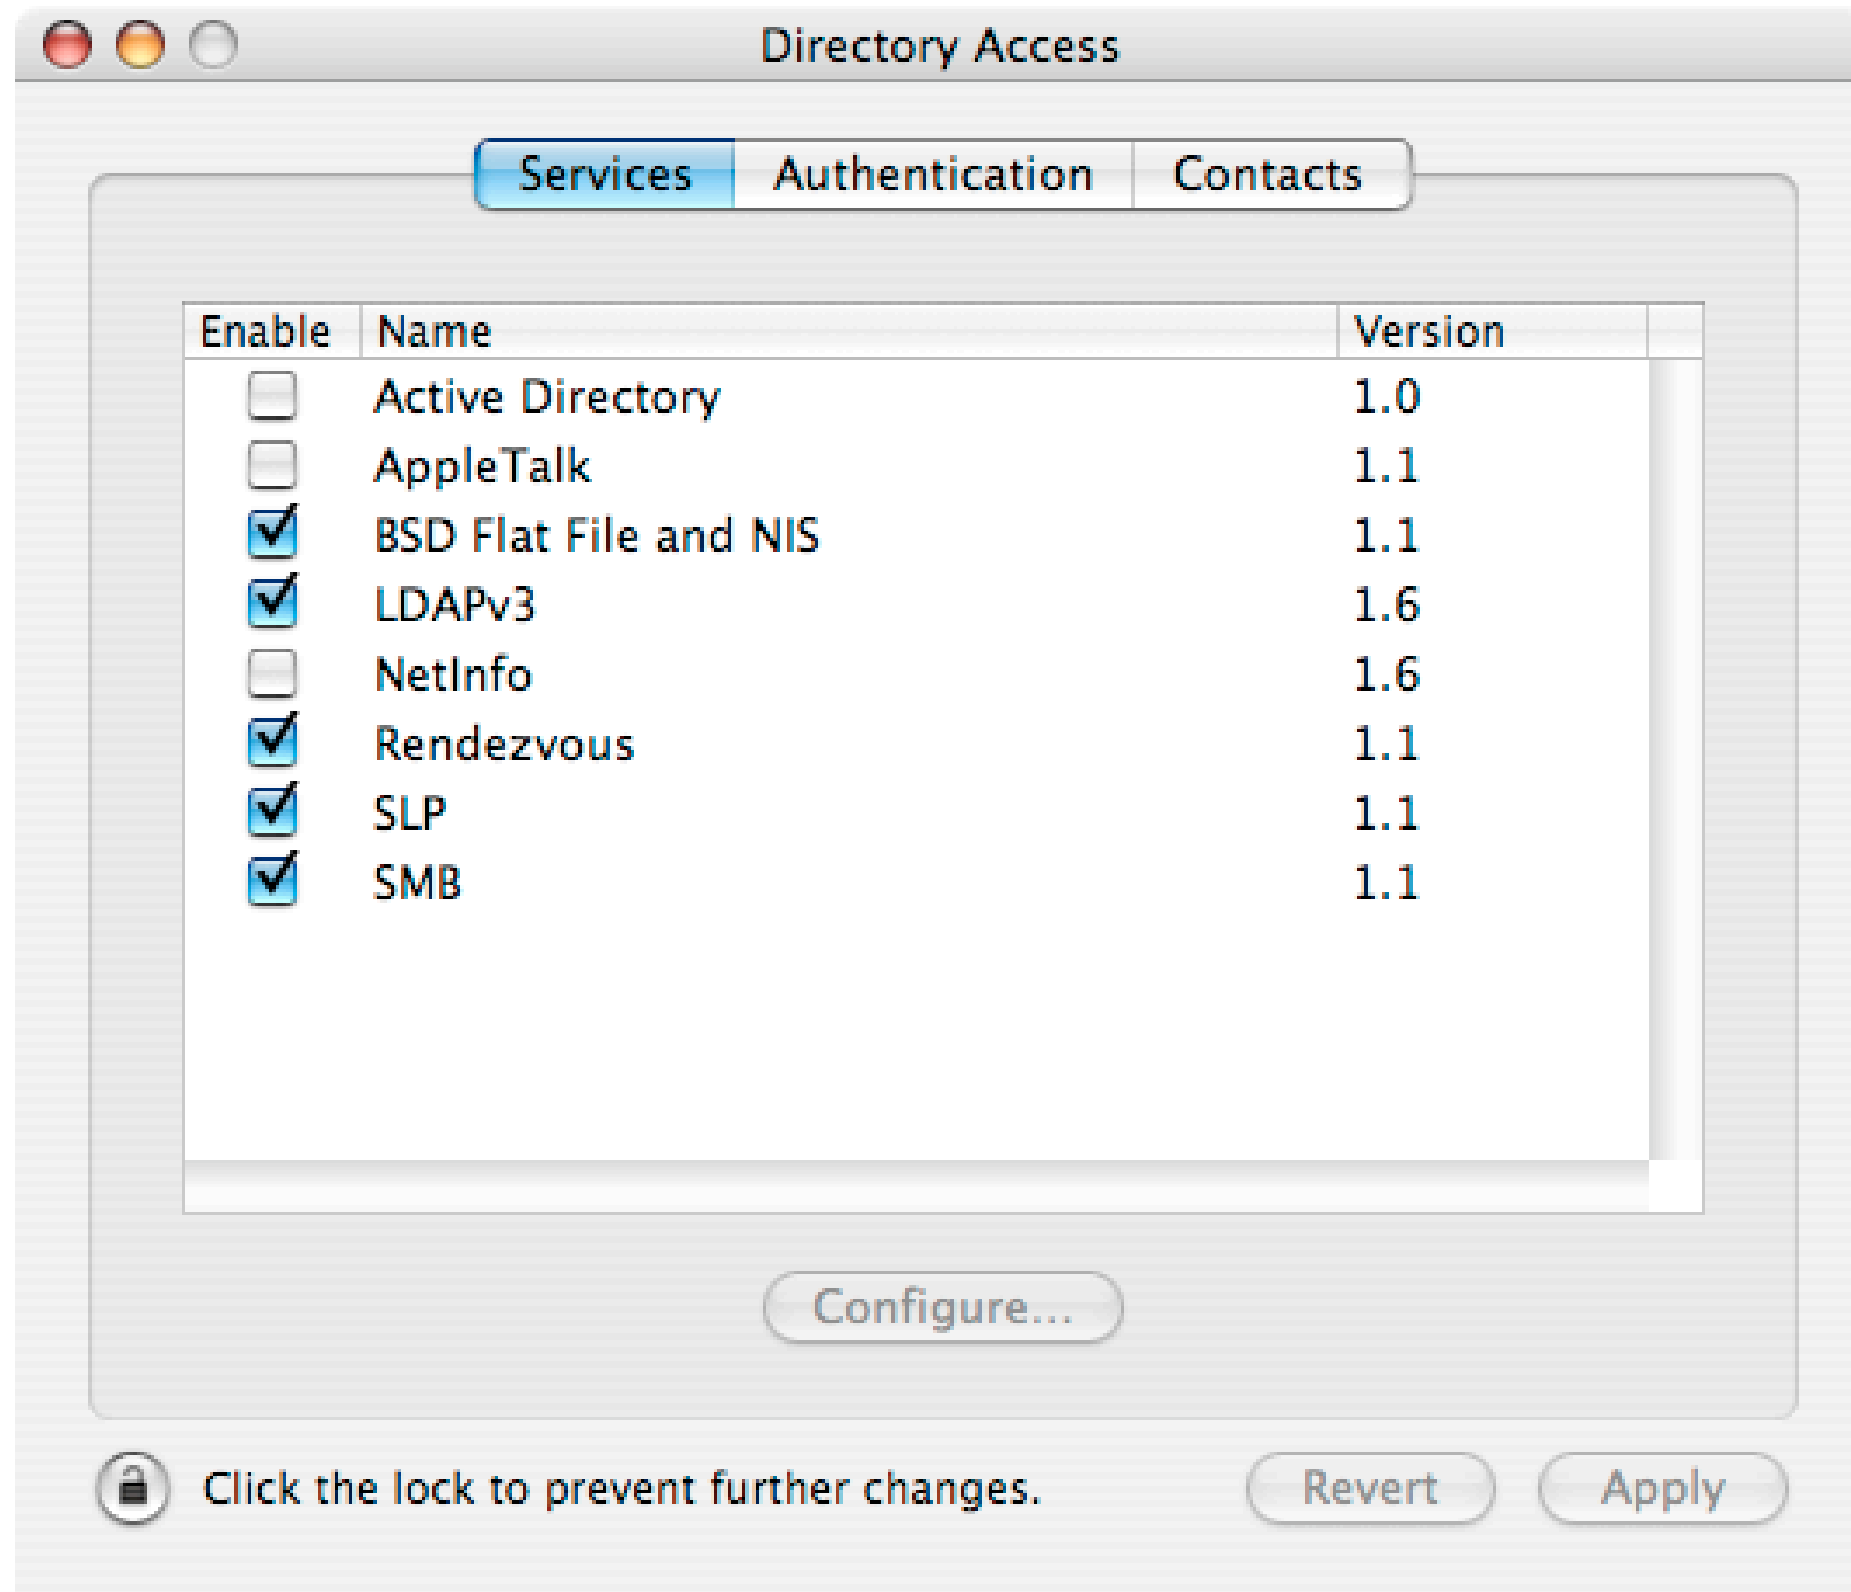 Directory Access
Services Authentication Contacts
Enable Name Version
Active Directory 1.0
AppleTalk 1.1
BSD Flat File and NIS 1.1
LDAPv3 1.6
NetInfo 1.6
Rendezvous 1.1
SLP 1.1
SMB 1.1
Configure...
Click the lock to prevent further changes. Revert Apply